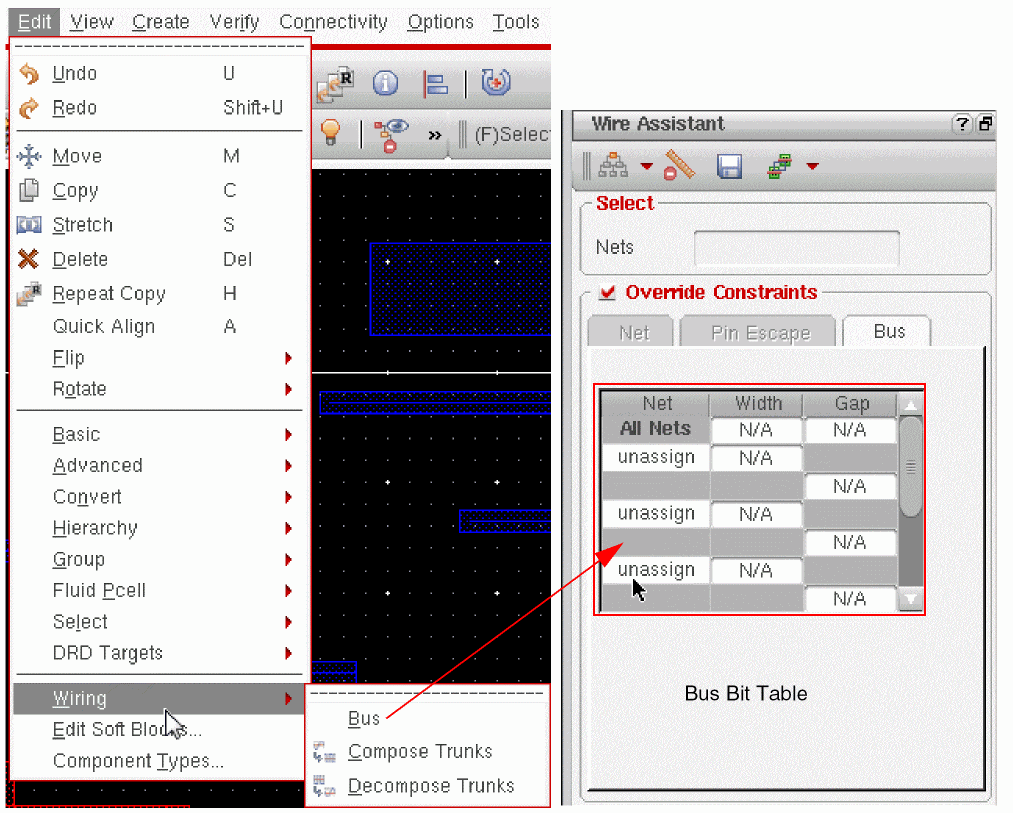 Edit View Create Verify Connectivity Options Tools
Undo U
Redo Shift+U
Move M
Copy C
Stretch S
Delete Del
Repeat Copy H
Quick Align A
Flip
Rotate
Basic
Advanced
Convert
Hierarchy
Group
Fluid Pcell
Select
DRD Targets
Wiring
Edit Soft Blocks...
Component Types...
R
(F)Selec
Bus
Compose Trunks
Decompose Trunks
Wire Assistant
Select
Nets
Override Constraints
Net Pin Escape Bus
Net Width Gap
All Nets N/A N/A
unassign N/A
N/A
unassign N/A
N/A
unassign N/A
N/A
Bus Bit Table